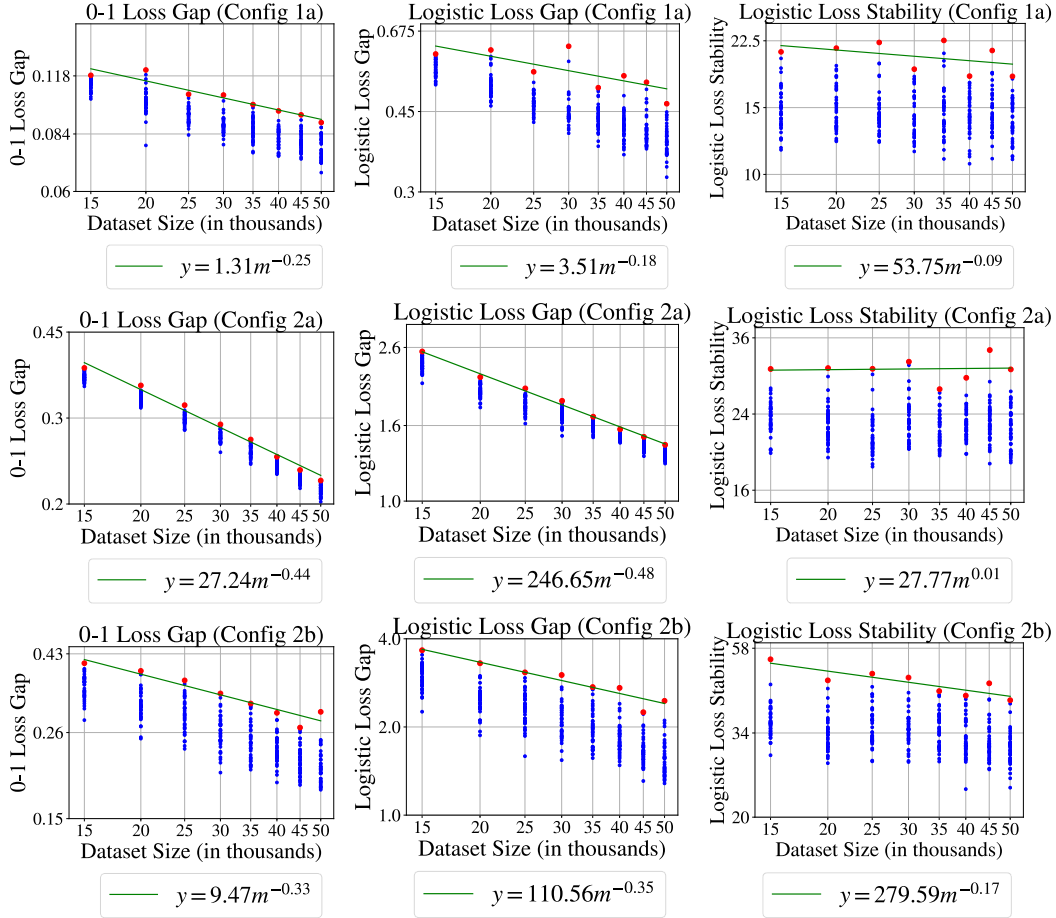 0-1 Loss Gap (Config 1a)
0-1 Loss Gap
0.118
0.084
0.06
15 20 25 30 35 40 45 50
Dataset Size (in thousands)
y = 1.31m^{-0.25}
Logistic Loss Gap (Config 1a)
Logistic Loss Gap
0.675
0.45
0.3
15 20 25 30 35 40 45 50
Dataset Size (in thousands)
y = 3.51m^{-0.18}
Logistic Loss Stability (Config 1a)
Logistic Loss Stability
22.5
15
10
15 20 25 30 35 40 45 50
Dataset Size (in thousands)
y = 53.75m^{-0.09}
0-1 Loss Gap (Config 2a)
0-1 Loss Gap
0.45
0.3
0.2
15 20 25 30 35 40 45 50
Dataset Size (in thousands)
y = 27.24m^{-0.44}
Logistic Loss Gap (Config 2a)
Logistic Loss Gap
2.6
1.6
1.0
15 20 25 30 35 40 45 50
Dataset Size (in thousands)
y = 246.65m^{-0.48}
Logistic Loss Stability (Config 2a)
Logistic Loss Stability
36
24
16
15 20 25 30 35 40 45 50
Dataset Size (in thousands)
y = 27.77m^{0.01}
0-1 Loss Gap (Config 2b)
0-1 Loss Gap
0.43
0.26
0.15
15 20 25 30 35 40 45 50
Dataset Size (in thousands)
y = 9.47m^{-0.33}
Logistic Loss Gap (Config 2b)
Logistic Loss Gap
4.0
2.0
1.0
15 20 25 30 35 40 45 50
Dataset Size (in thousands)
y = 110.56m^{-0.35}
Logistic Loss Stability (Config 2b)
Logistic Loss Stability
58
34
20
15 20 25 30 35 40 45 50
Dataset Size (in thousands)
y = 279.59m^{-0.17}